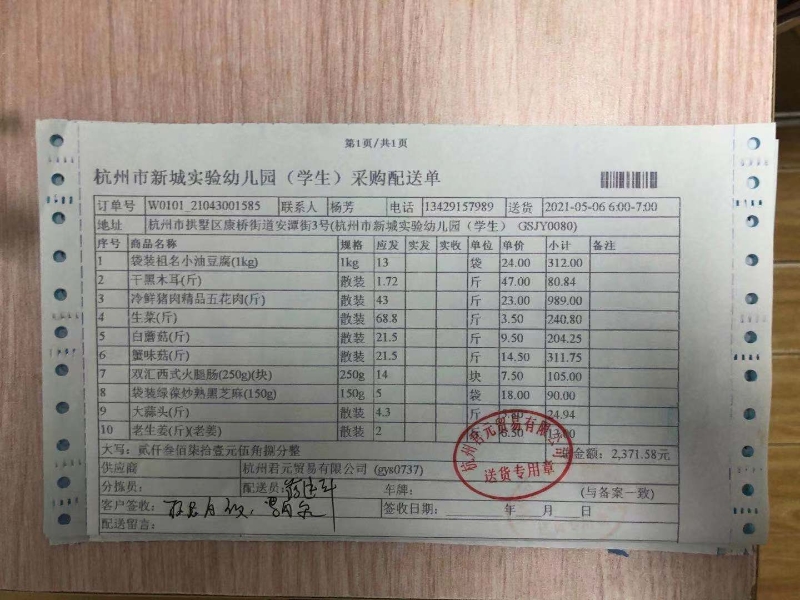 第1页/共1页
杭州市新城实验幼儿园（学生）采购配送单
订单号 W0101_21043001585 联系人 杨芳 电话 13429157989 送货 2021-05-06 6:00-7:00
地址 杭州市拱墅区康桥街道安潭街3号(杭州市新城实验幼儿园（学生） GSJY0080)
序号 商品名称 规格 应发 实发 实收 单位 单价 小计 备注
1 袋装祖名小油豆腐(1kg) 1kg 13 袋 24.00 312.00
2 干黑木耳(斤) 散装 1.72 斤 47.00 80.84
3 冷鲜猪肉精品五花肉(斤) 散装 43 斤 23.00 989.00
4 生菜(斤) 散装 68.8 斤 3.50 240.80
5 白蘑菇(斤) 散装 21.5 斤 9.50 204.25
6 蟹味菇(斤) 散装 21.5 斤 14.50 311.75
7 双汇西式火腿肠(250g)(块) 250g 14 块 7.50 105.00
8 袋装绿葆炒熟黑芝麻(150g) 150g 5 袋 18.00 90.00
9 大蒜头(斤) 散装 4.3 斤 24.94
10 老生姜(斤)(老姜) 散装 2 6.50
大写：贰仟叁佰柒拾壹元伍角捌分整 金额：2,371.58元
杭州君元贸易有限公司
送货专用章
供应商 杭州君元贸易有限公司 (gys0737)
分拣员： 配送员： 车牌： (与备案一致)
客户签收： 签收日期： 年 月 日
配送留言：